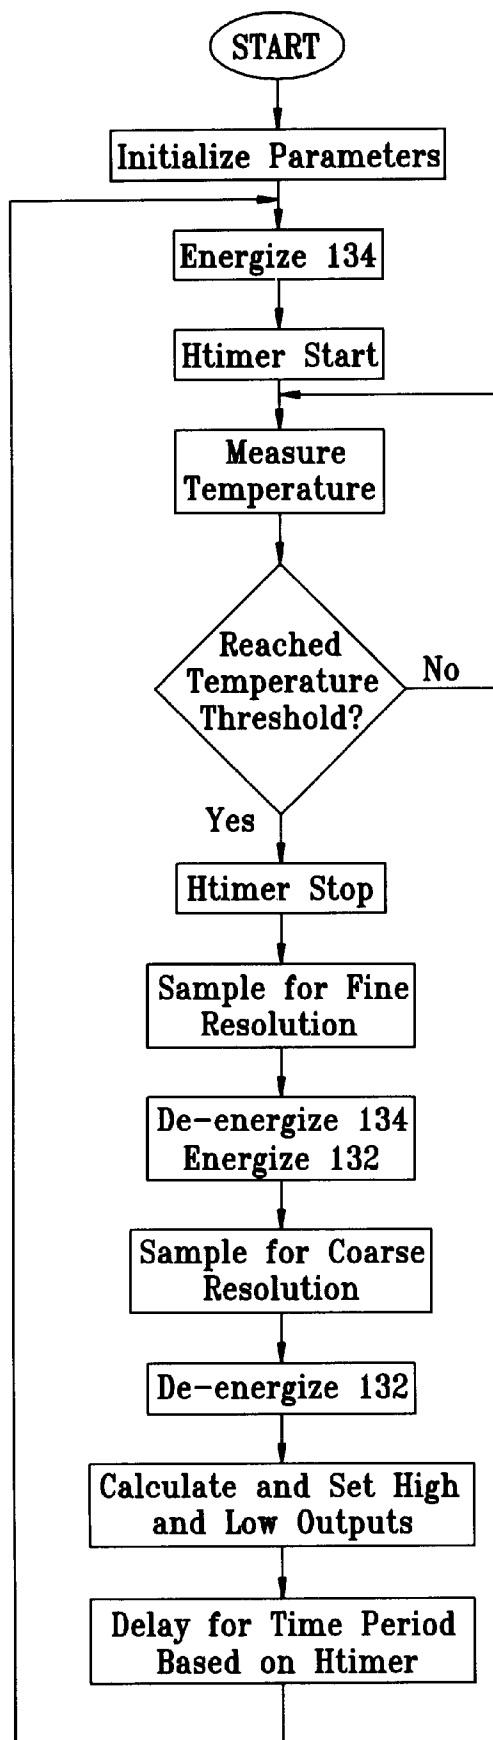 START
Initialize Parameters
Energize 134
Htimer Start
Measure
Temperature
Reached
Temperature
Threshold?
No
Yes
Htimer Stop
Sample for Fine
Resolution
De-energize 134
Energize 132
Sample for Coarse
Resolution
De-energize 132
Calculate and Set High
and Low Outputs
Delay for Time Period
Based on Htimer